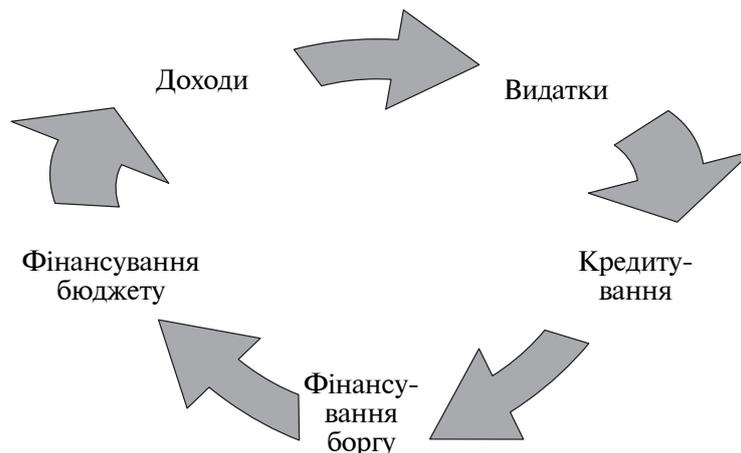 Доходи
Видатки
Кредиту-
вання
Фінансу-
вання
боргу
Фінансування
бюджету